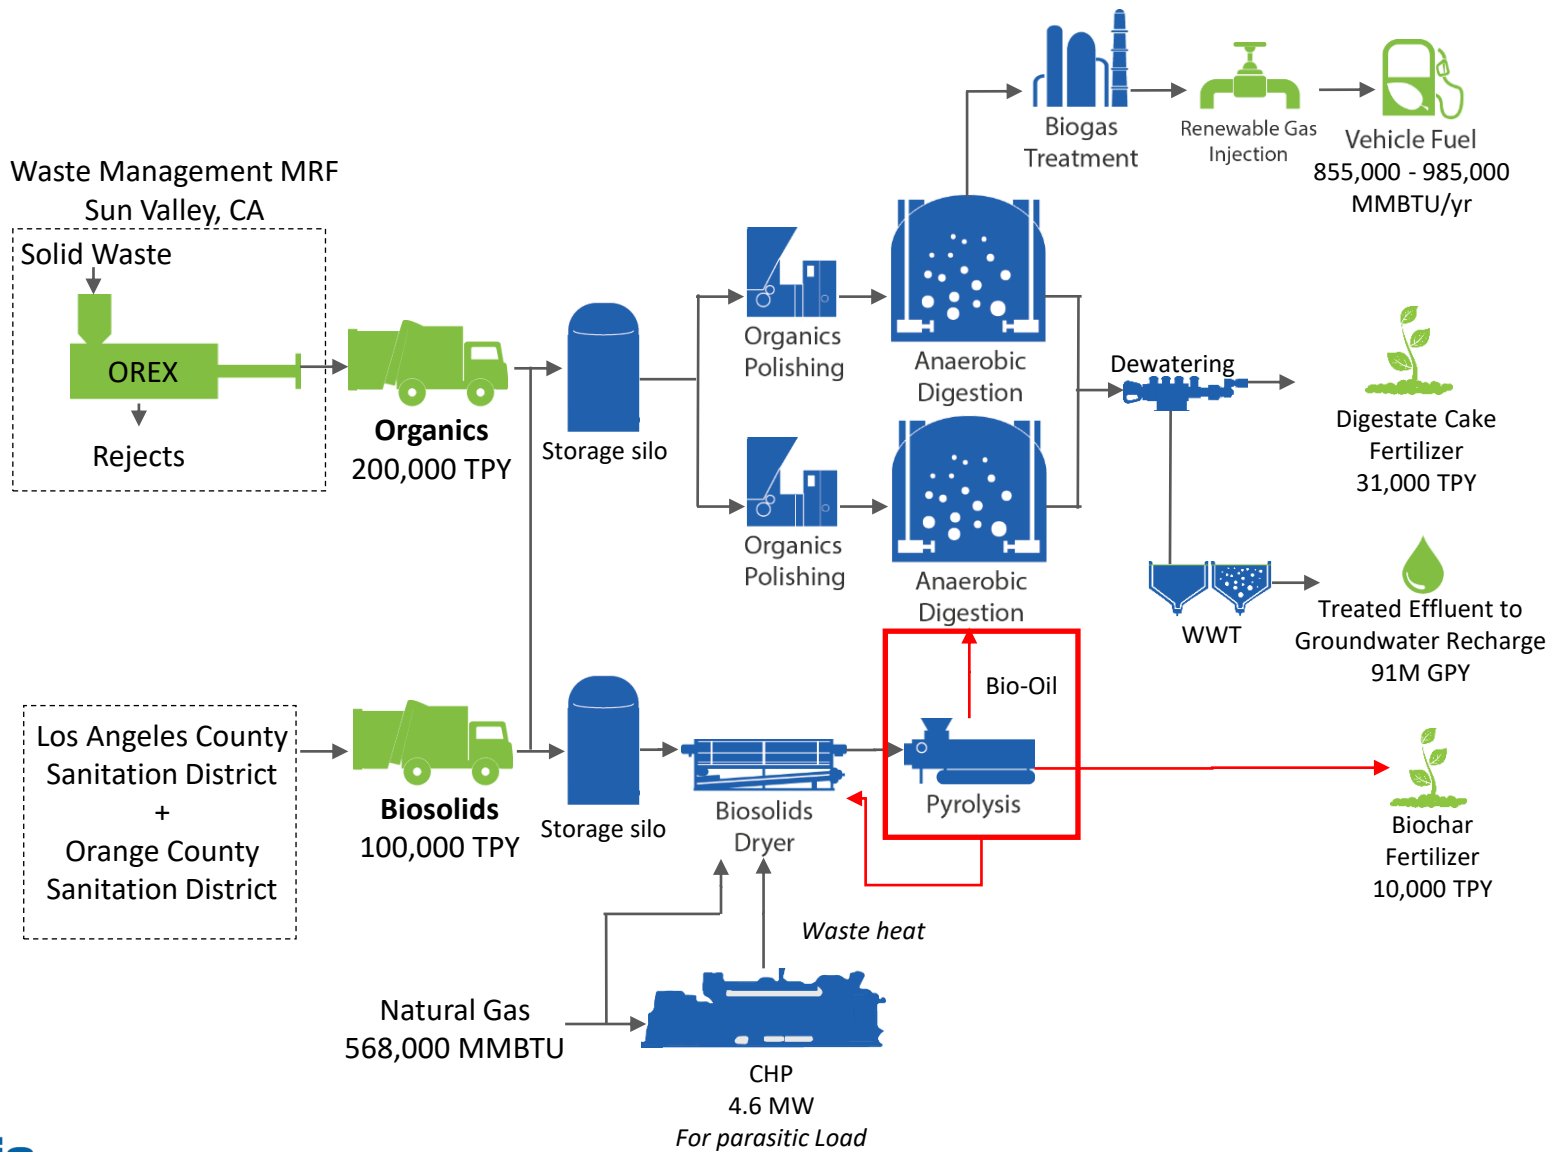 Biogas
Treatment
Renewable Gas
Injection
Vehicle Fuel
855,000 - 985,000
MMBTU/yr
Waste Management MRF
Sun Valley, CA
Solid Waste
OREX
Rejects
Organics
200,000 TPY
Storage silo
Organics
Polishing
Anaerobic
Digestion
Organics
Polishing
Anaerobic
Digestion
Dewatering
Digestate Cake
Fertilizer
31,000 TPY
WWT
Treated Effluent to
Groundwater Recharge
91M GPY
Los Angeles County
Sanitation District
+
Orange County
Sanitation District
Biosolids
100,000 TPY
Storage silo
Biosolids
Dryer
Bio-Oil
Pyrolysis
Biochar
Fertilizer
10,000 TPY
Waste heat
Natural Gas
568,000 MMBTU
CHP
4.6 MW
For parasitic Load